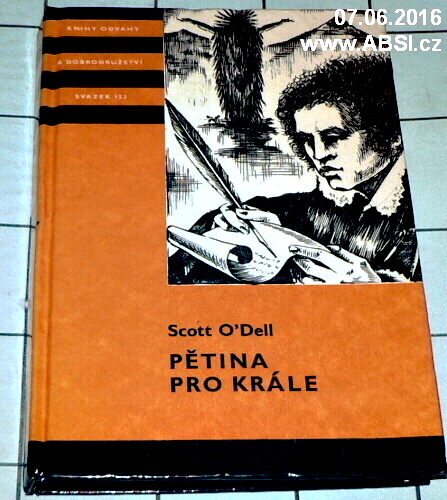 07.06.2016
www.ABSI.cz
KNIHY ODVAHY
A DOBRODRUŽSTVÍ
SVAZEK 152
Scott O'Dell
PĚTINA
PRO KRÁLE